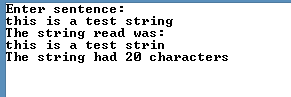 Enter sentence:
this is a test string
The string read was:
this is a test strin
The string had 20 characters